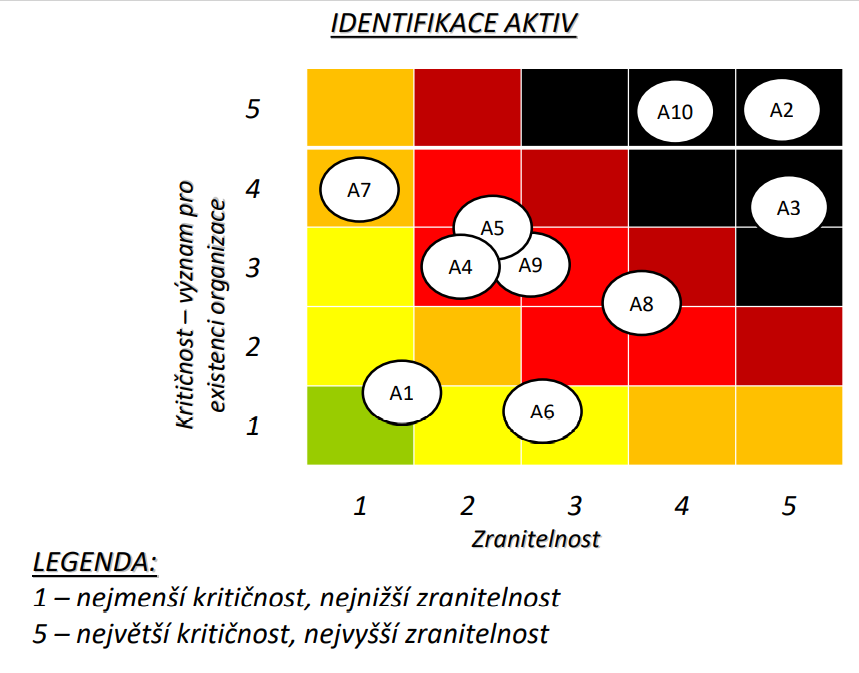 IDENTIFIKACE AKTIV
Kritičnost – význam pro
existenci organizace
5
A10
A2
4
A7
A3
A5
3
A4
A9
A8
2
A1
1
A6
1 2 3 4 5
Zranitelnost
LEGENDA:
1 – nejmenší kritičnost, nejnižší zranitelnost
5 – největší kritičnost, nejvyšší zranitelnost